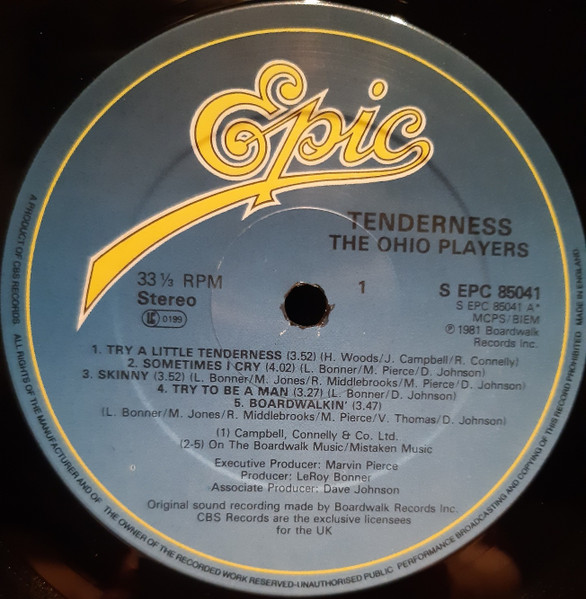 Epic
TENDERNESS
THE OHIO PLAYERS
33 ⅓ RPM
Stereo
LC 0199
1
S EPC 85041
S EPC 85041 A*
MCPS/BIEM
℗ 1981 Boardwalk
Records Inc.
1. TRY A LITTLE TENDERNESS (3.52) (H. Woods/J. Campbell/R. Connelly)
2. SOMETIMES I CRY (4.02) (L. Bonner/M. Pierce/D. Johnson)
3. SKINNY (3.52) (L. Bonner/M. Jones/R. Middlebrooks/M. Pierce/D. Johnson)
4. TRY TO BE A MAN (3.27) (L. Bonner/D. Johnson)
5. BOARDWALKIN' (3.47)
(L. Bonner/M. Jones/R. Middlebrooks/M. Pierce/V. Thomas/D. Johnson)
(1) Campbell, Connelly & Co. Ltd.
(2-5) On The Boardwalk Music/Mistaken Music
Executive Producer: Marvin Pierce
Producer: LeRoy Bonner
Associate Producer: Dave Johnson
Original sound recording made by Boardwalk Records Inc.
CBS Records are the exclusive licensees
for the UK
A PRODUCT OF CBS RECORDS ALL RIGHTS OF THE MANUFACTURER AND OF THE OWNER OF THE RECORDED WORK RESERVED-UNAUTHORISED PUBLIC PERFORMANCE BROADCASTING AND COPYING OF THIS RECORD PROHIBITED MADE IN ENGLAND